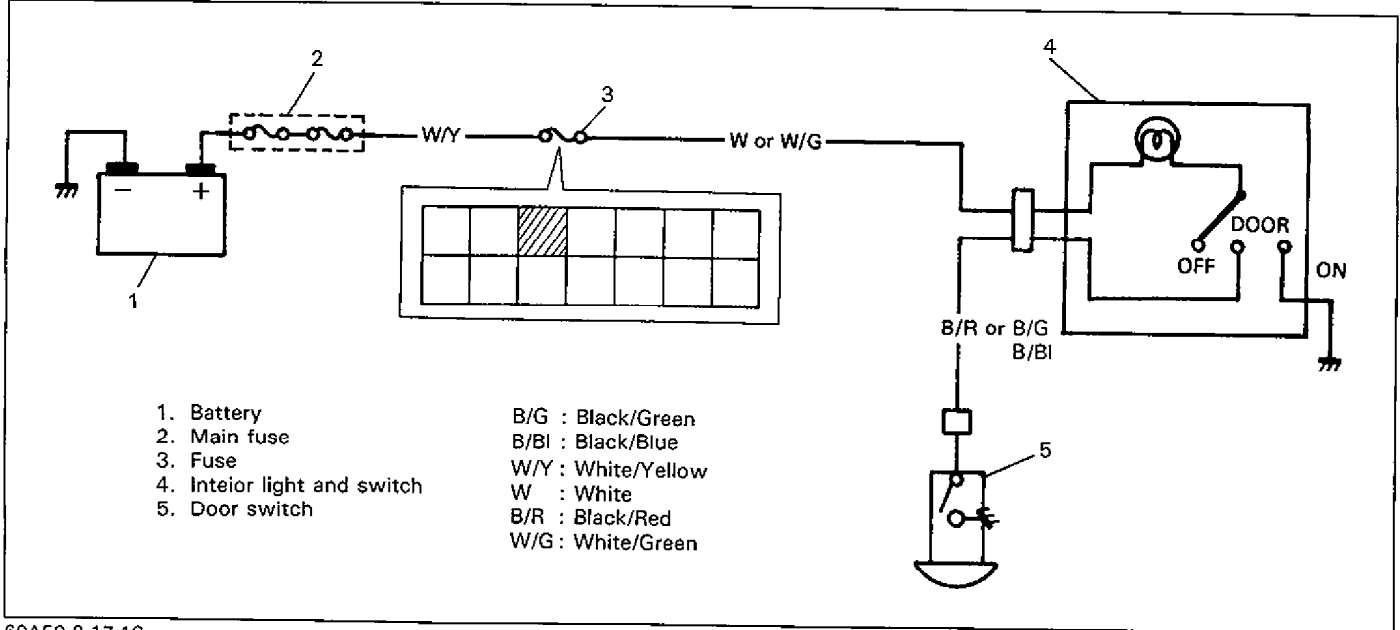 2
3
4
W/Y
W or W/G
− +
DOOR
OFF
ON
1
B/R or B/G
B/Bl
5
1. Battery
2. Main fuse
3. Fuse
4. Inteior light and switch
5. Door switch
B/G : Black/Green
B/Bl : Black/Blue
W/Y : White/Yellow
W : White
B/R : Black/Red
W/G : White/Green